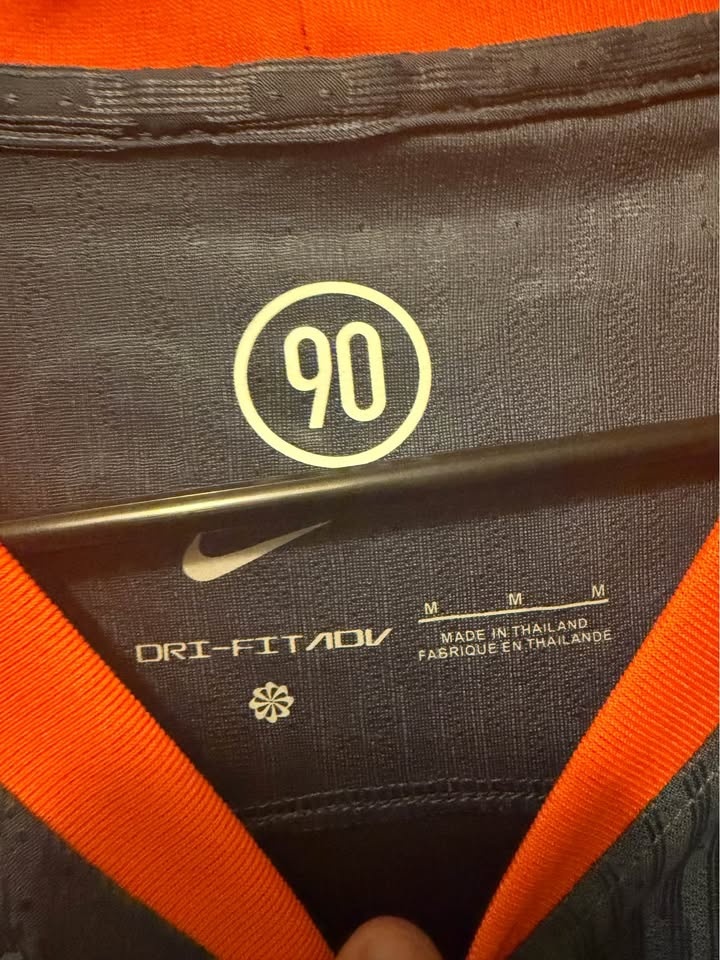 90
M M M
MADE IN THAILAND
FABRIQUE EN THAILANDE
DRI-FIT ADV